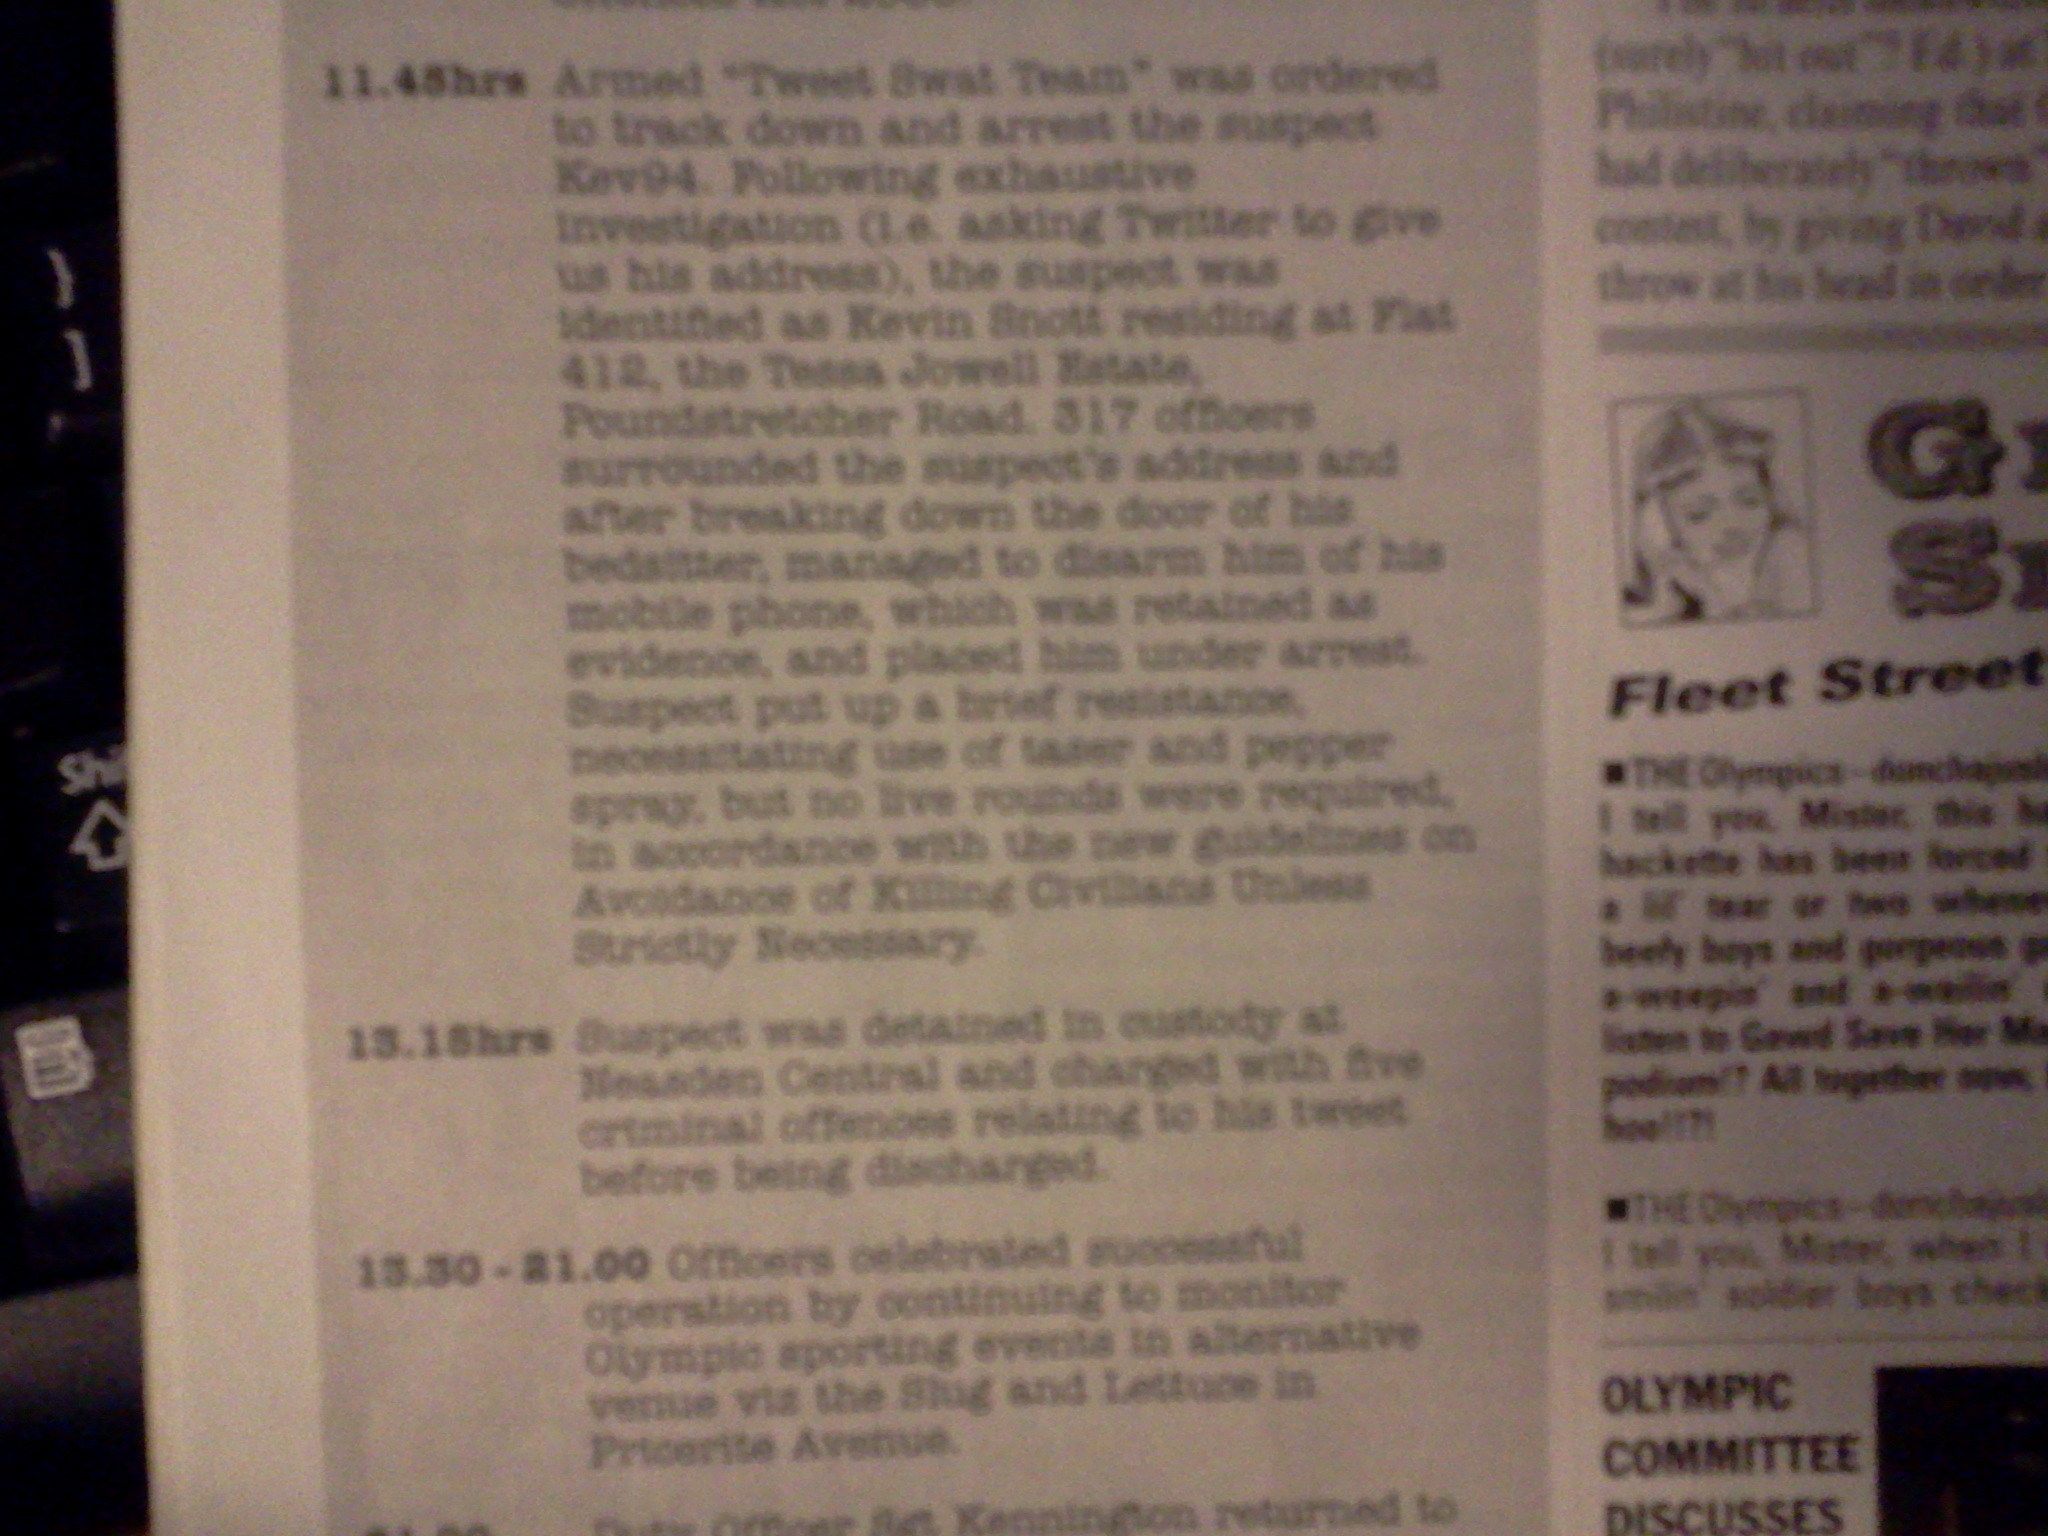 11.45hrs Armed "Tweet Swat Team" was ordered
to track down and arrest the suspect
Kev94. Following exhaustive
investigation (i.e. asking Twitter to give
us his address), the suspect was
identified as Kevin Snott residing at Flat
412, the Tessa Jowell Estate,
Poundstretcher Road. 317 officers
surrounded the suspect's address and
after breaking down the door of his
bedsitter, managed to disarm him of his
mobile phone, which was retained as
evidence, and placed him under arrest.
Suspect put up a brief resistance,
necessitating use of taser and pepper
spray, but no live rounds were required,
in accordance with the new guidelines on
Avoidance of Killing Civilians Unless
Strictly Necessary.
13.15hrs Suspect was detained in custody at
Neasden Central and charged with five
criminal offences relating to his tweet
before being discharged.
13.30 - 21.00 Officers celebrated successful
operation by continuing to monitor
Olympic sporting events in alternative
venue viz the Slug and Lettuce in
Pricerite Avenue.
Duty Officer Sgt Kennington returned to
(surely "hit out"? Ed.) at
Philistine, claiming that
had deliberately "thrown"
contest, by giving David
throw at his head in order
Fleet Street
■THE Olympics – dunchajust
I tell you, Mister, this
hackette has been forced
a lil' tear or two
beefy boys and gorgeous
a-weepin' and a-wailin'
listen to Gawd Save Her
podium!? All together now,
hoo!!?!
■THE Olympics – dunchajust
I tell you, Mister, when I
smilin' soldier boys check
OLYMPIC
COMMITTEE
DISCUSSES
Shi